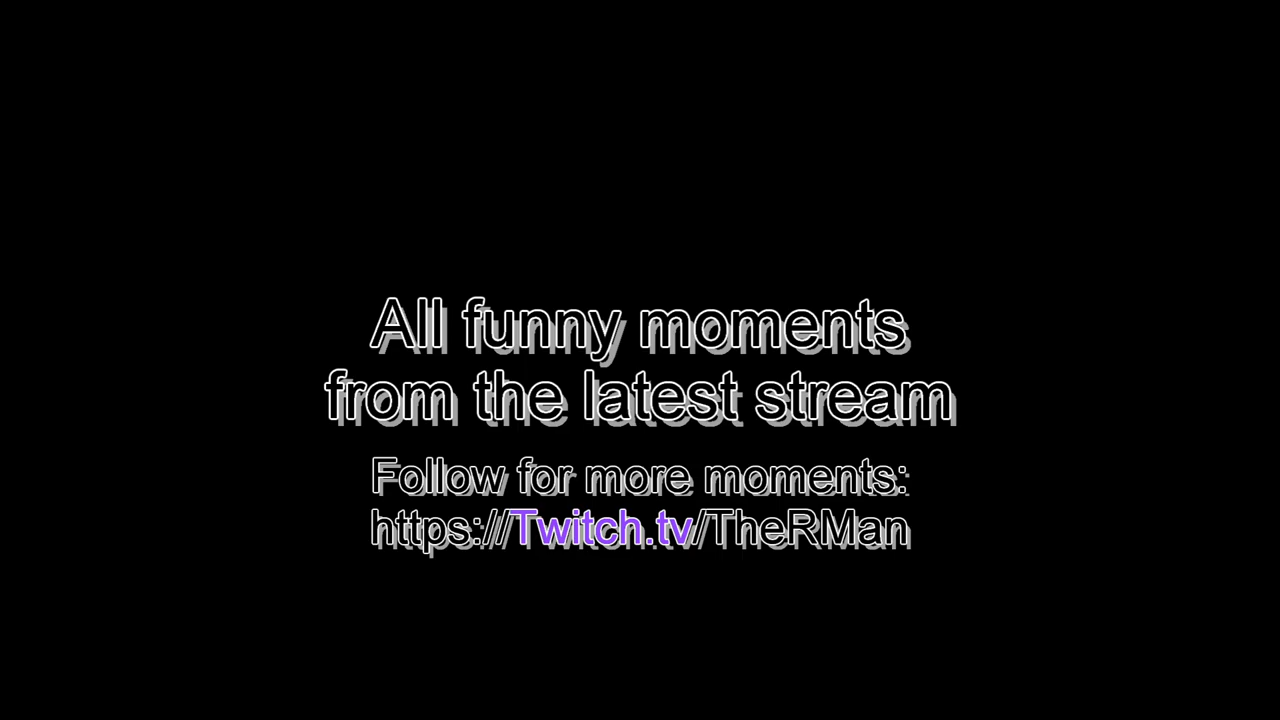 All funny moments
from the latest stream
Follow for more moments:
https://Twitch.tv/TheRMan